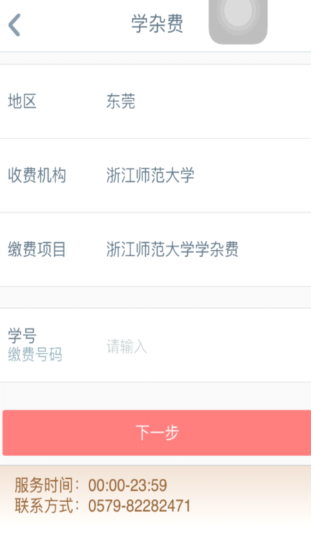 学杂费
地区 东莞
收费机构 浙江师范大学
缴费项目 浙江师范大学学杂费
学号
缴费号码 请输入
下一步
服务时间：00:00-23:59
联系方式：0579-82282471